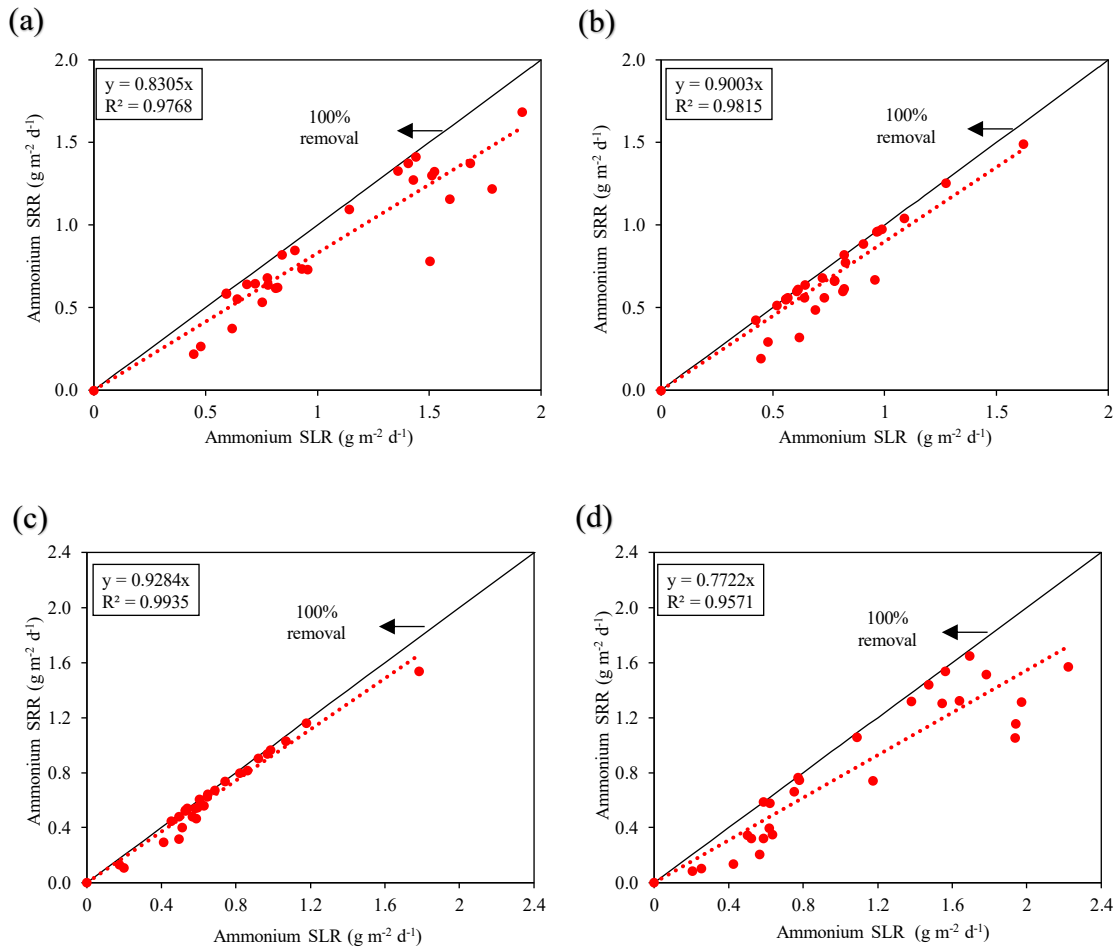 (a)
y = 0.8305x
R² = 0.9768
100%
removal
Ammonium SRR (g m⁻² d⁻¹)
2.0
1.5
1.0
0.5
0.0
0 0.5 1 1.5 2
Ammonium SLR (g m⁻² d⁻¹)
(b)
y = 0.9003x
R² = 0.9815
100%
removal
Ammonium SRR (g m⁻² d⁻¹)
2.0
1.5
1.0
0.5
0.0
0 0.5 1 1.5 2
Ammonium SLR (g m⁻² d⁻¹)
(c)
y = 0.9284x
R² = 0.9935
100%
removal
Ammonium SRR (g m⁻² d⁻¹)
2.4
2.0
1.6
1.2
0.8
0.4
0.0
0 0.4 0.8 1.2 1.6 2 2.4
Ammonium SLR (g m⁻² d⁻¹)
(d)
y = 0.7722x
R² = 0.9571
100%
removal
Ammonium SRR (g m⁻² d⁻¹)
2.4
2.0
1.6
1.2
0.8
0.4
0.0
0 0.4 0.8 1.2 1.6 2 2.4
Ammonium SLR (g m⁻² d⁻¹)